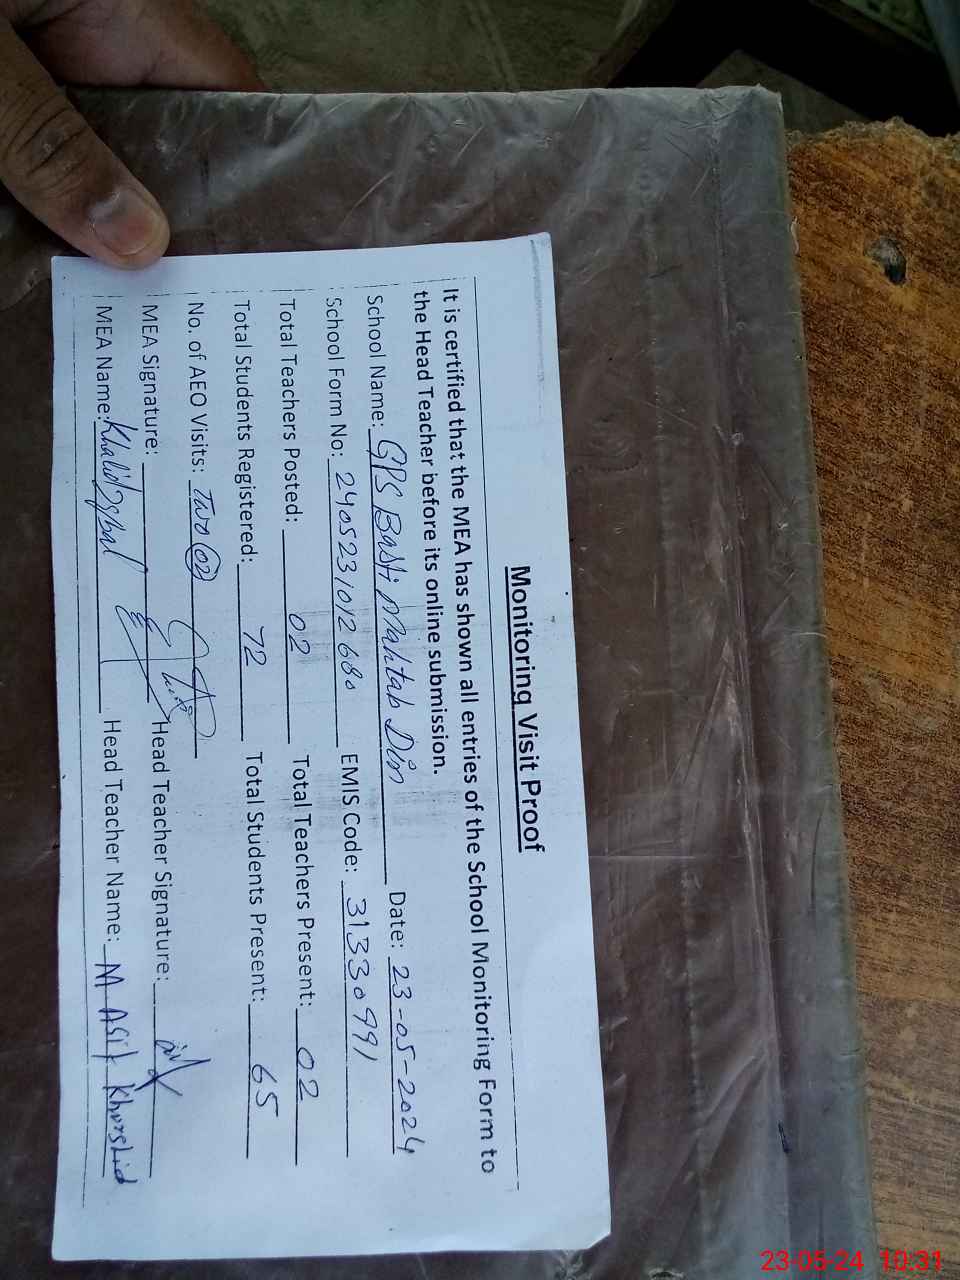 Monitoring Visit Proof
It is certified that the MEA has shown all entries of the School Monitoring Form to
the Head Teacher before its online submission.
School Name: GPS Basti Mahtab Din Date: 23-05-2024
School Form No: 2405231012680 EMIS Code: 31330991
Total Teachers Posted: 02 Total Teachers Present: 02
Total Students Registered: 72 Total Students Present: 65
No. of AEO Visits: Two (02)
MEA Signature: Head Teacher Signature:
MEA Name: Khalid Iqbal Head Teacher Name: M ASif Khurshid
23-05-24 10:31